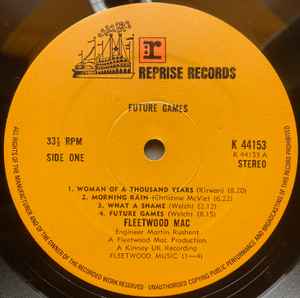 r
REPRISE RECORDS
FUTURE GAMES
33⅓ RPM
SIDE ONE
K 44153
K 44153 A
STEREO
1. WOMAN OF A THOUSAND YEARS (Kirwan) (8.20)
2. MORNING RAIN (Christine McVie) (6.22)
3. WHAT A SHAME (Welch) (2.12)
4. FUTURE GAMES (Welch) (8.15)
FLEETWOOD MAC
Engineer Martin Rushent
A Fleetwood Mac Production
A Kinney UK Recording
FLEETWOOD MUSIC (1—4)
ALL RIGHTS OF THE MANUFACTURER AND OF THE OWNER OF THE RECORDED WORK RESERVED
UNAUTHORISED COPYING PUBLIC PERFORMANCE AND BROADCASTING OF THIS RECORD PROHIBITED